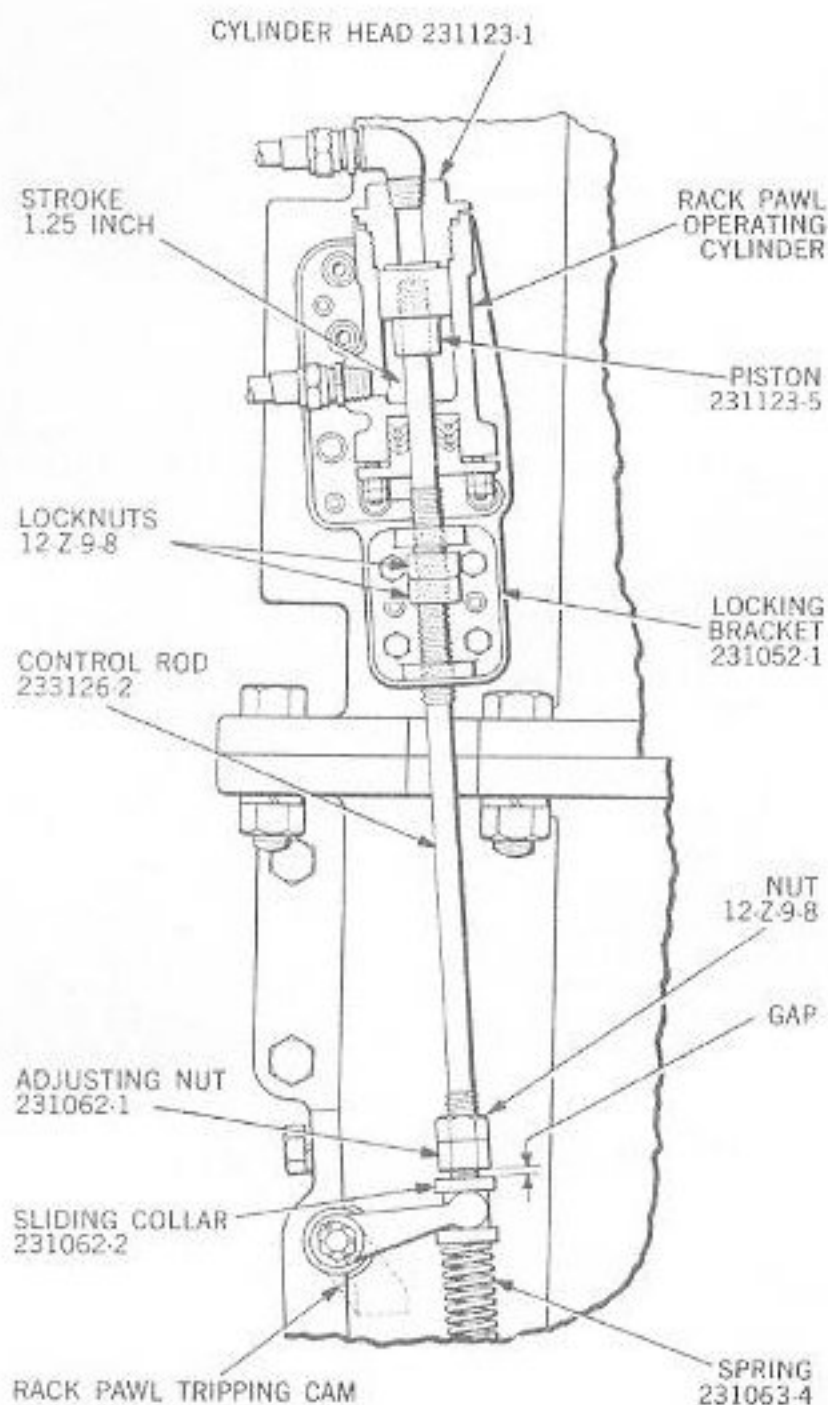 CYLINDER HEAD 231123-1
STROKE
1.25 INCH
RACK PAWL
OPERATING
CYLINDER
PISTON
231123-5
LOCKNUTS
12-Z-9-8
LOCKING
BRACKET
231052-1
CONTROL ROD
233126-2
NUT
12-Z-9-8
GAP
ADJUSTING NUT
231062-1
SLIDING COLLAR
231062-2
RACK PAWL TRIPPING CAM
SPRING
231063-4